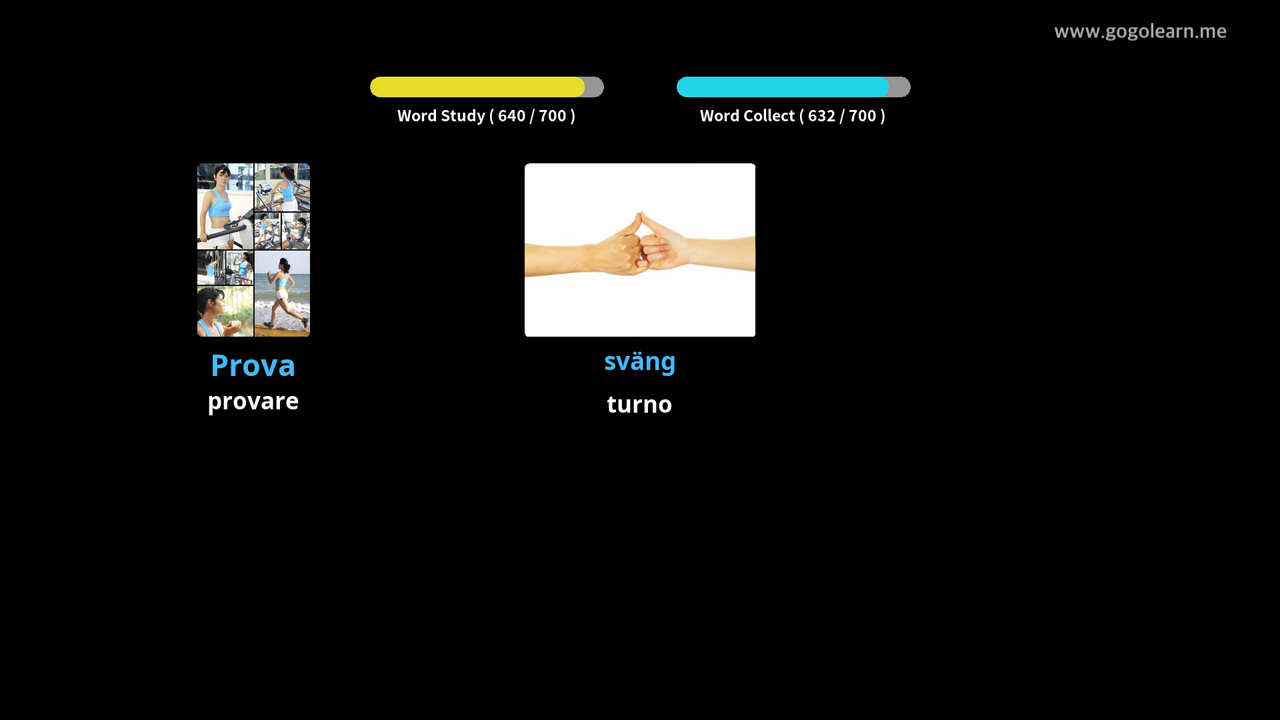 www.gogolearn.me
Word Study ( 640 / 700 )
Word Collect ( 632 / 700 )
Prova
provare
sväng
turno